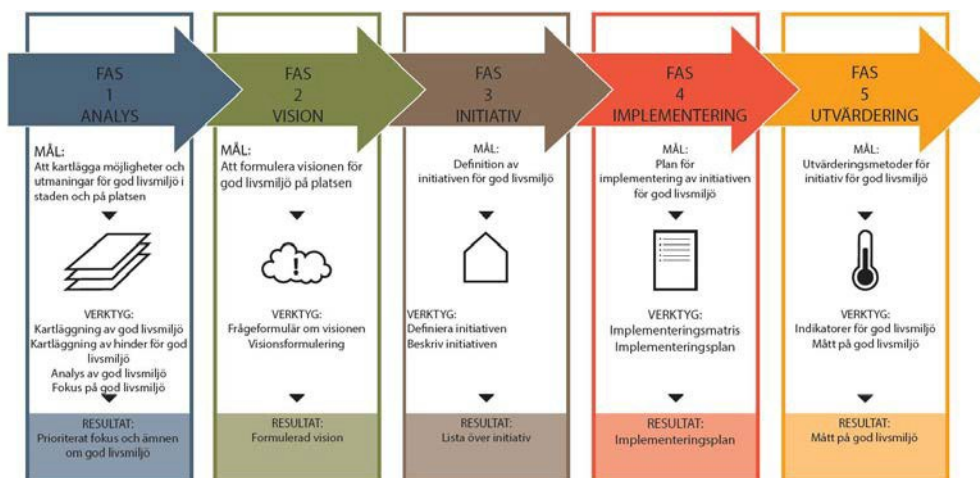 FAS
1
ANALYS
MÅL:
Att kartlägga möjligheter och
utmaningar för god livsmiljö i
staden och på platsen
VERKTYG:
Kartläggning av god livsmiljö
Kartläggning av hinder för god
livsmiljö
Analys av god livsmiljö
Fokus på god livsmiljö
RESULTAT:
Prioriterat fokus och ämnen
om god livsmiljö
FAS
2
VISION
MÅL:
Att formulera visionen för
god livsmiljö på platsen
!
VERKTYG:
Frågeformulär om visionen
Visionsformulering
RESULTAT:
Formulerad vision
FAS
3
INITIATIV
MÅL:
Definition av
initiativen för god livsmiljö
VERKTYG:
Definiera initiativen
Beskriv initiativen
RESULTAT:
Lista över initiativ
FAS
4
IMPLEMENTERING
MÅL:
Plan för
implementering av initiativen
för god livsmiljö
VERKTYG:
Implementeringsmatris
Implementeringsplan
RESULTAT:
Implementeringsplan
FAS
5
UTVÄRDERING
MÅL:
Utvärderingsmetoder för
initiativ för god livsmiljö
VERKTYG:
Indikatorer för god livsmiljö
Mått på god livsmiljö
RESULTAT:
Mått på god livsmiljö